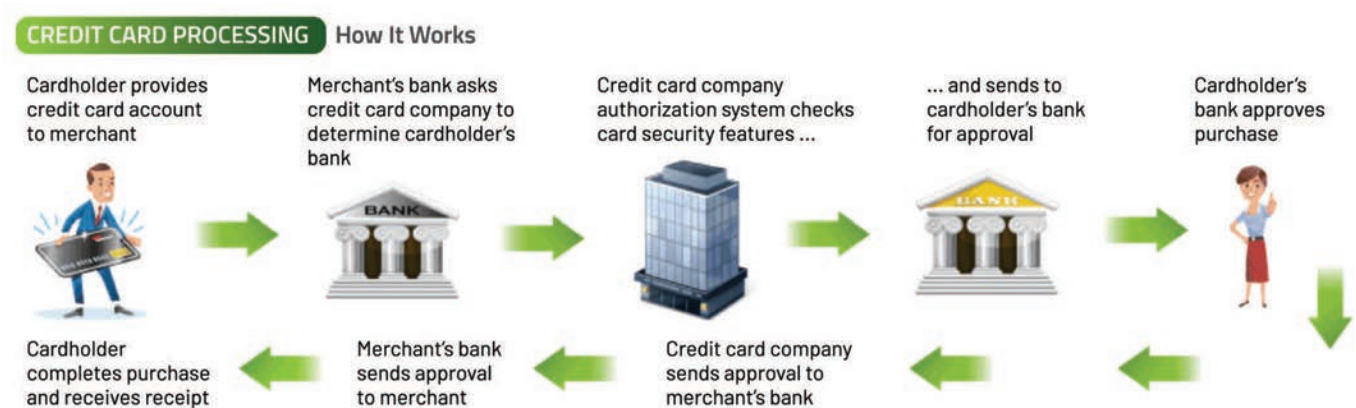 CREDIT CARD PROCESSING How It Works
Cardholder provides
credit card account
to merchant
Merchant's bank asks
credit card company to
determine cardholder's
bank
Credit card company
authorization system checks
card security features ...
... and sends to
cardholder's bank
for approval
Cardholder's
bank approves
purchase
BANK
BANK
Cardholder
completes purchase
and receives receipt
Merchant's bank
sends approval
to merchant
Credit card company
sends approval to
merchant's bank